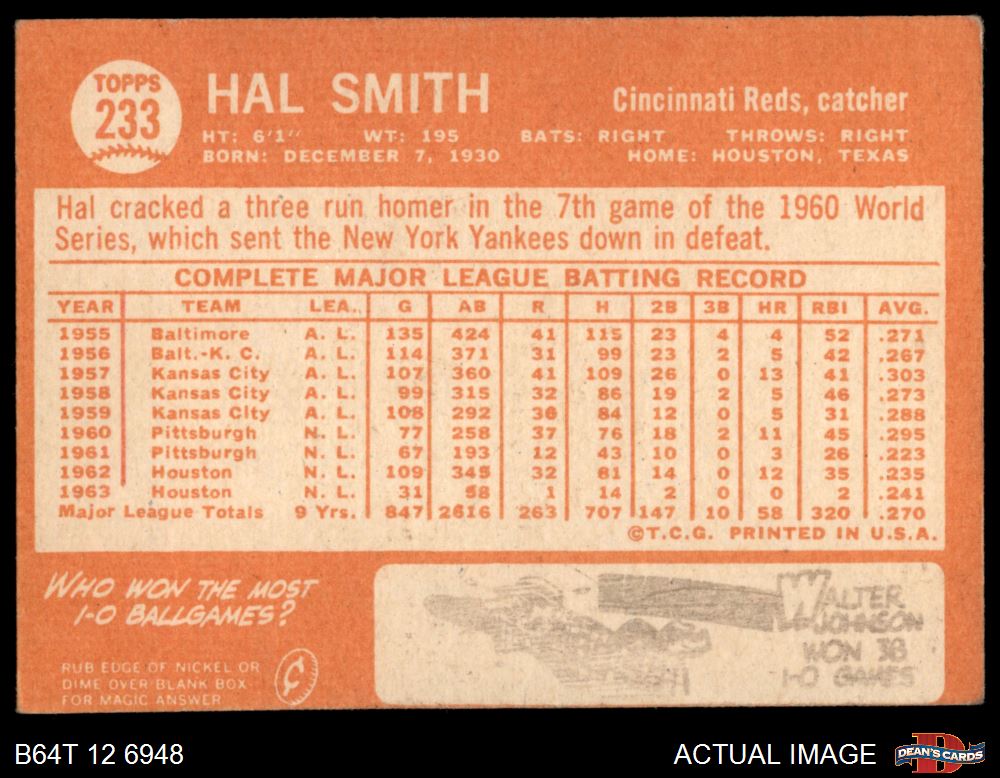 TOPPS
233
HAL SMITH
Cincinnati Reds, catcher
HT: 6'1" WT: 195 BATS: RIGHT THROWS: RIGHT
BORN: DECEMBER 7, 1930 HOME: HOUSTON, TEXAS
Hal cracked a three run homer in the 7th game of the 1960 World
Series, which sent the New York Yankees down in defeat.
COMPLETE MAJOR LEAGUE BATTING RECORD
YEAR TEAM LEA. G AB R H 2B 3B HR RBI AVG.
1955 Baltimore A. L. 135 424 41 115 23 4 4 52 .271
1956 Balt.-K. C. A. L. 114 371 31 99 23 2 5 42 .267
1957 Kansas City A. L. 107 360 41 109 26 0 13 41 .303
1958 Kansas City A. L. 99 315 32 86 19 2 5 46 .273
1959 Kansas City A. L. 108 292 36 84 12 0 5 31 .288
1960 Pittsburgh N. L. 77 258 37 76 18 2 11 45 .295
1961 Pittsburgh N. L. 67 193 12 43 10 0 3 26 .223
1962 Houston N. L. 109 345 32 81 14 0 12 35 .235
1963 Houston N. L. 31 58 1 14 2 0 0 2 .241
Major League Totals 9 Yrs. 847 2616 263 707 147 10 58 320 .270
©T.C.G. PRINTED IN U.S.A.
WHO WON THE MOST
1-0 BALLGAMES?
RUB EDGE OF NICKEL OR
DIME OVER BLANK BOX
FOR MAGIC ANSWER
¢
WALTER
JOHNSON
WON 38
1-0 GAMES
B64T 12 6948
ACTUAL IMAGE
DEAN'S CARDS